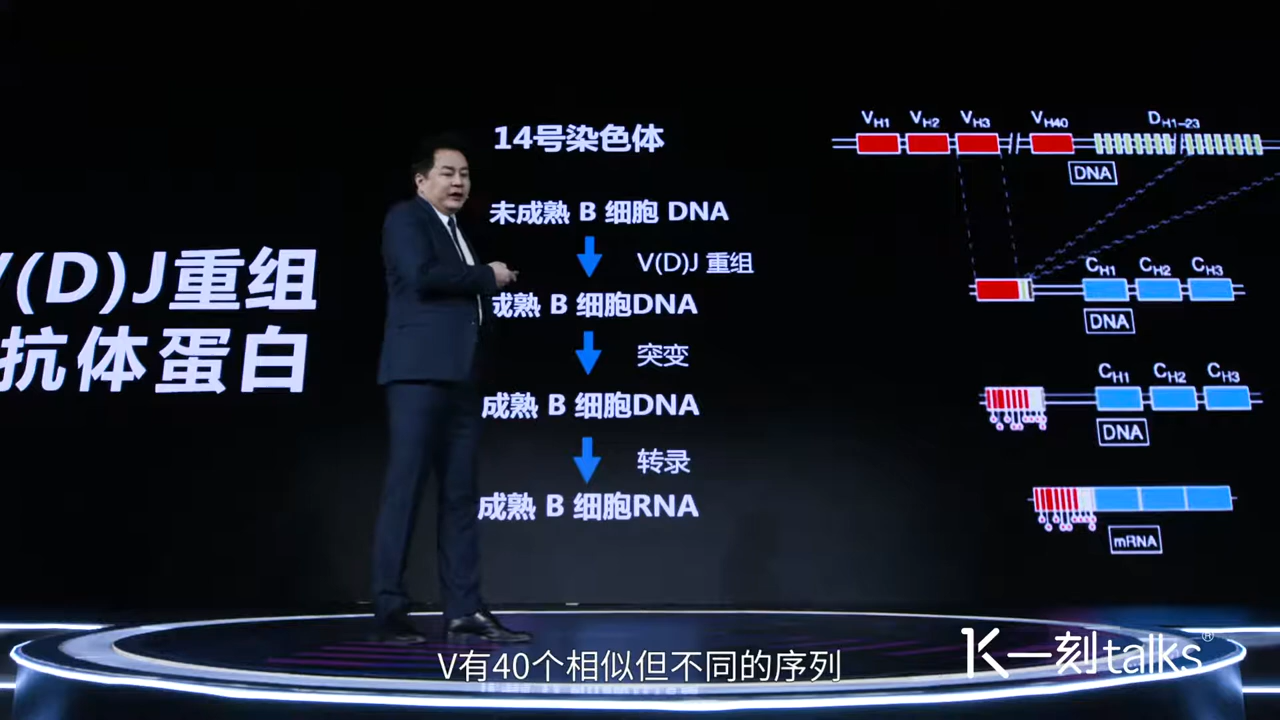 V(D)J重组
抗体蛋白
14号染色体
未成熟 B 细胞 DNA
V(D)J 重组
成熟 B 细胞DNA
突变
成熟 B 细胞DNA
转录
成熟 B 细胞RNA
VH1 VH2 VH3 VH40 DH1-23
DNA
CH1 CH2 CH3
DNA
CH1 CH2 CH3
DNA
mRNA
V有40个相似但不同的序列
一刻talks®